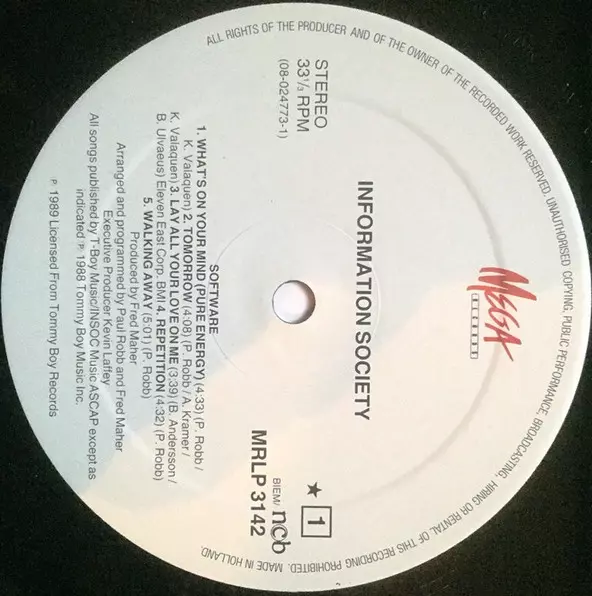 ALL RIGHTS OF THE PRODUCER AND OF THE OWNER OF THE RECORDED WORK RESERVED. UNAUTHORISED COPYING, PUBLIC PERFORMANCE, BROADCASTING, HIRING OR RENTAL OF THIS RECORDING PROHIBITED. MADE IN HOLLAND.
MEGA
RECORDS
INFORMATION SOCIETY
STEREO
33⅓ RPM
(08-024773-1)
★ 1
BIEM/ ncb
MRLP 3142
SOFTWARE
1. WHAT'S ON YOUR MIND (PURE ENERGY) (4:33) (P. Robb /
K. Valaquen) 2. TOMORROW (4:08) (P. Robb / A. Kramer /
K. Valaquen) 3. LAY ALL YOUR LOVE ON ME (3:39) (B. Andersson /
B. Ulvaeus) Eleven East Corp. BMI 4. REPETITION (4:32) (P. Robb)
5. WALKING AWAY (5:01) (P. Robb)
Produced by Fred Maher
Arranged and programmed by Paul Robb and Fred Maher
Executive Producer Kevin Laffey
All songs published by T-Boy Music/INSOC Music ASCAP except as
indicated ℗ 1988 Tommy Boy Music Inc.
℗ 1989 Licensed From Tommy Boy Records